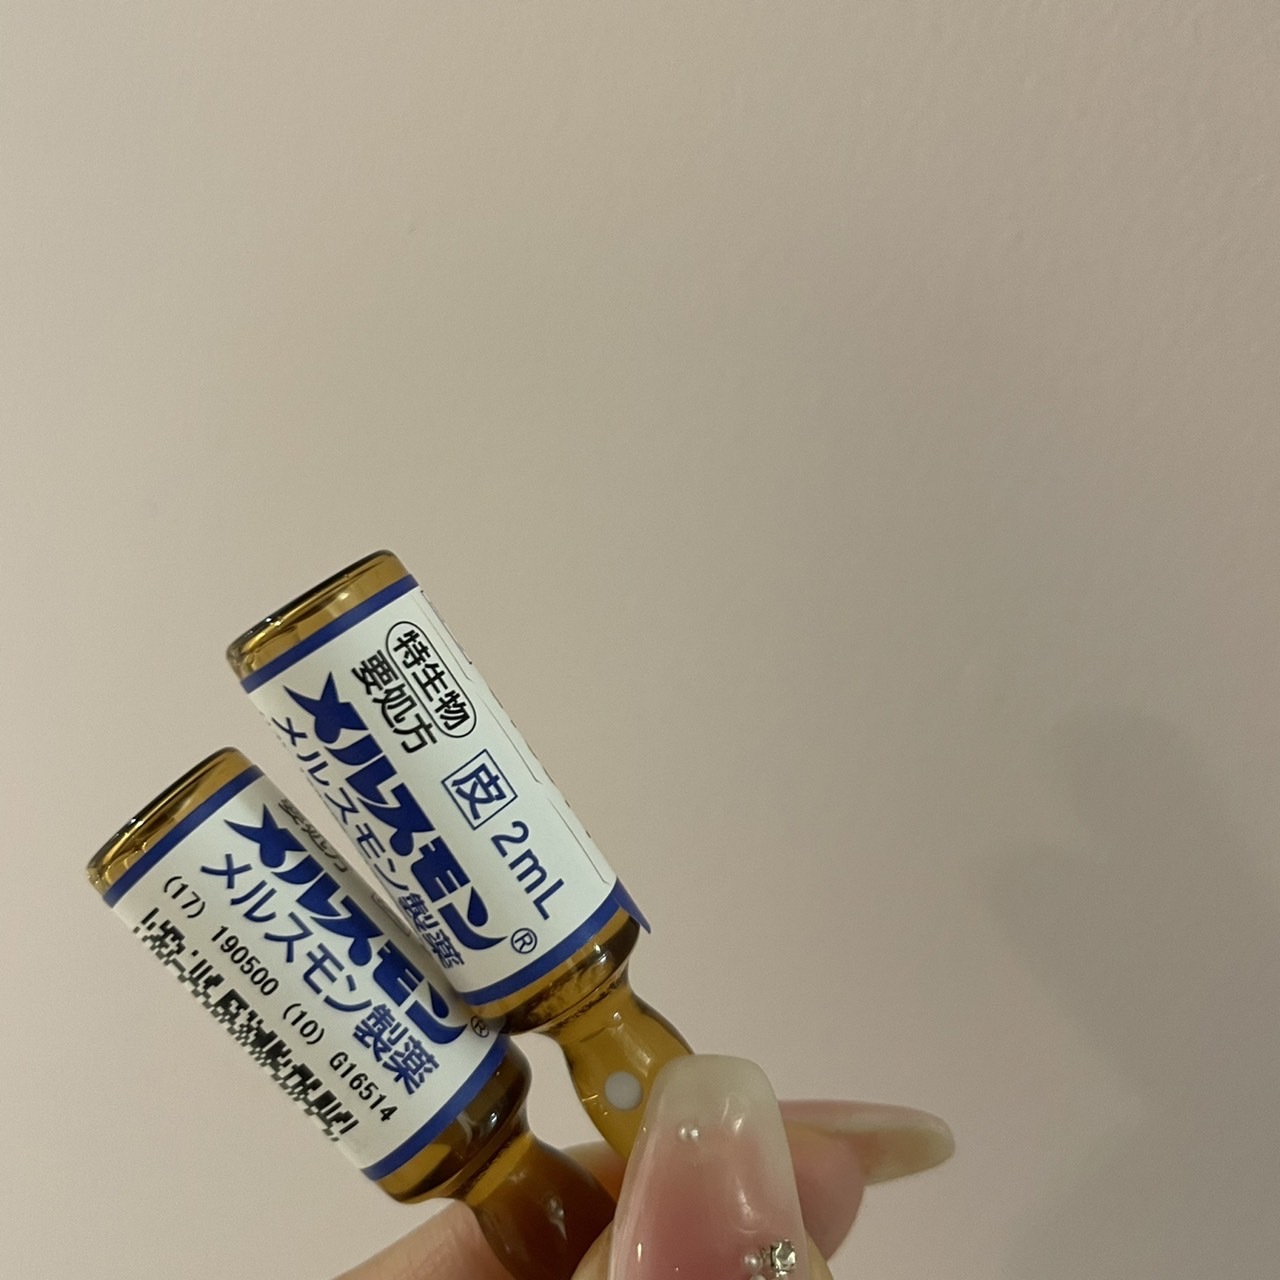 特生物
要処方
皮 2mL
メルスモン®
メルスモン製薬
メルスモン®
メルスモン製薬
(17) 190500 (10) G16514